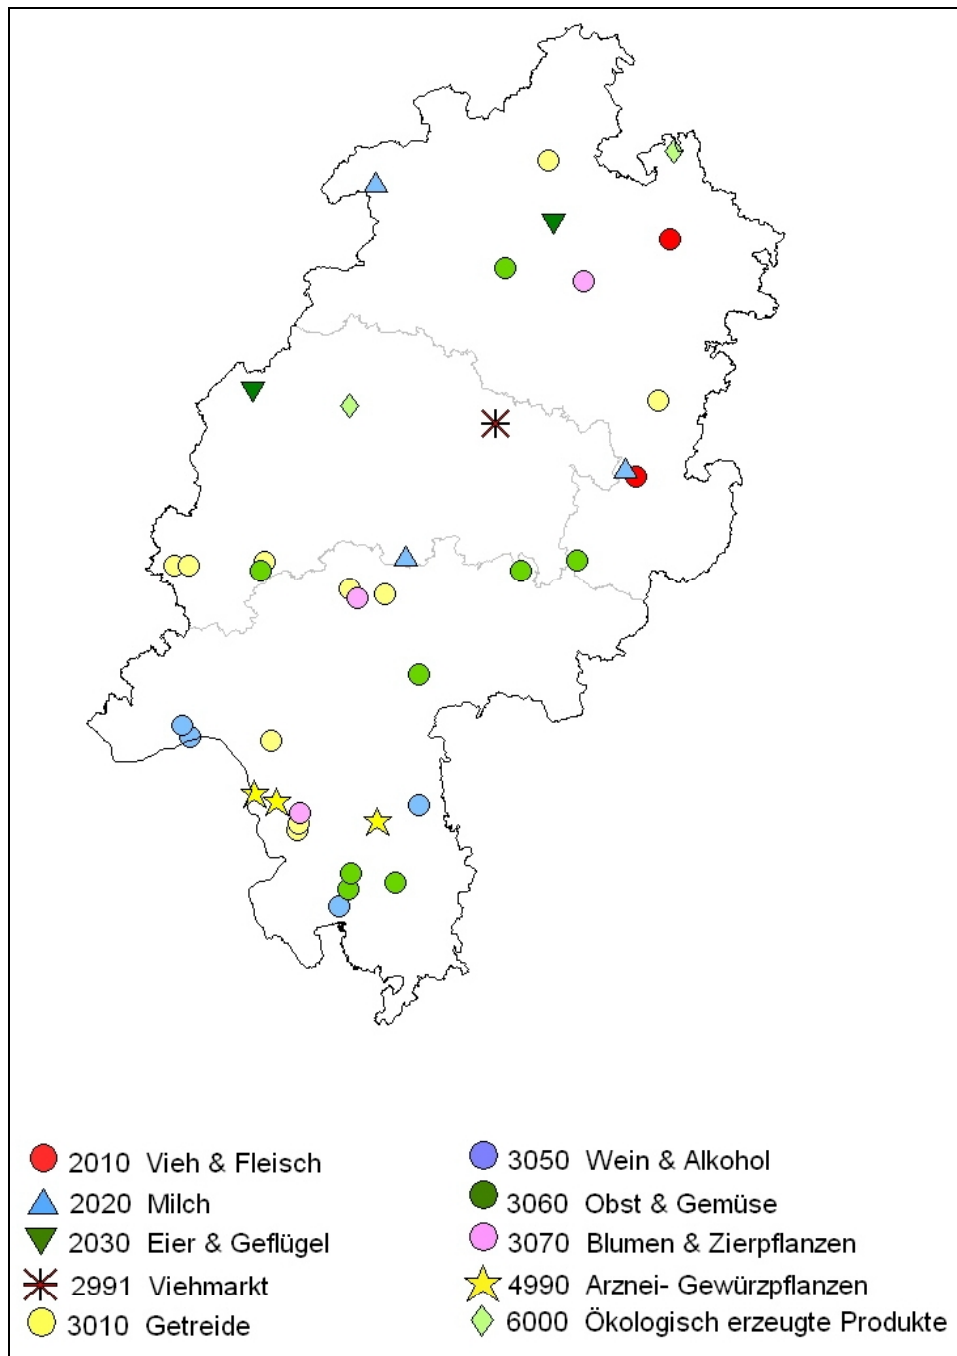 2010 Vieh & Fleisch
2020 Milch
2030 Eier & Geflügel
2991 Viehmarkt
3010 Getreide
3050 Wein & Alkohol
3060 Obst & Gemüse
3070 Blumen & Zierpflanzen
4990 Arznei- Gewürzpflanzen
6000 Ökologisch erzeugte Produkte